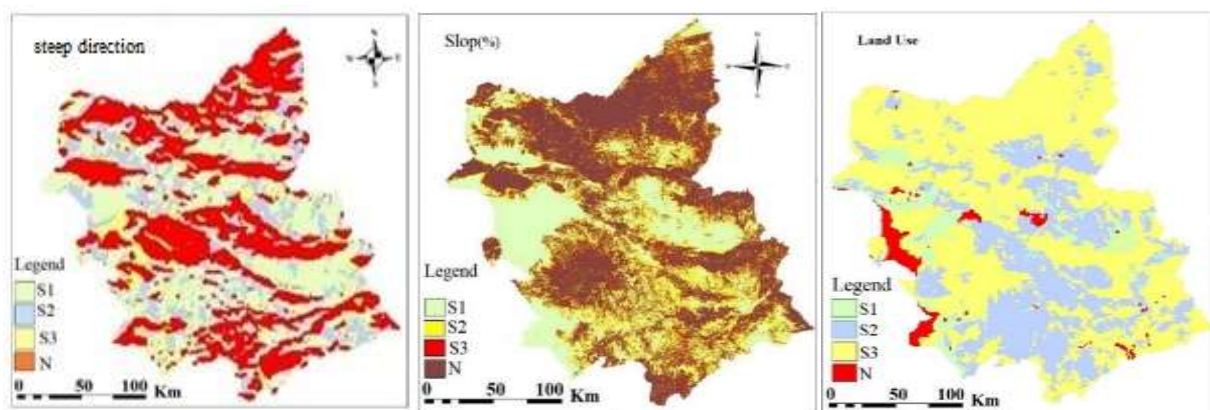 steep direction
N
W
E
S
Legend
S1
S2
S3
N
0 50 100 Km
Slop(%)
Legend
S1
S2
S3
N
0 50 100 Km
Land Use
Legend
S1
S2
S3
N
0 50 100 Km